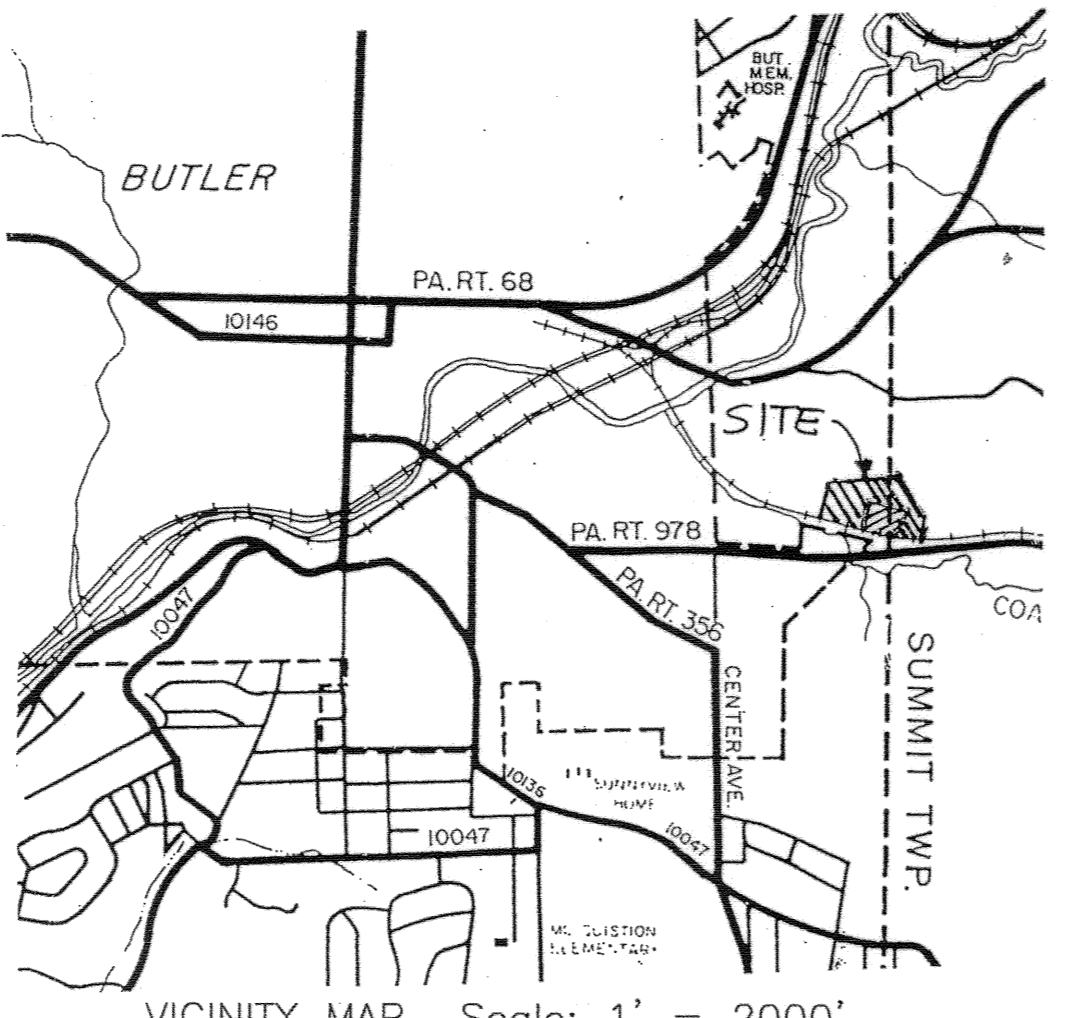 BUT.
MEM.
HOSP.
BUTLER
PA. RT. 68
10146
SITE
PA. RT. 978
PA. RT. 356
COA
10047
SUMMIT TWP.
CENTER AVE.
10136
SUNNYVIEW
HOME
10047
10047
ELEMENTARY
VICINITY MAP Scale: 1' = 2000'